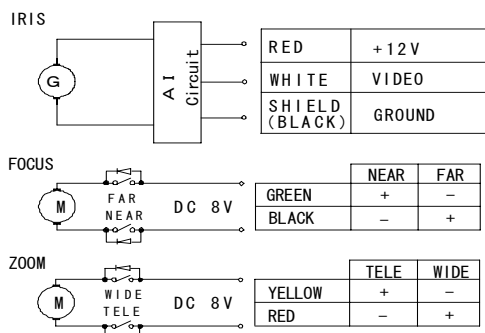 IRIS
G
AI
Circuit
RED +12V
WHITE VIDEO
SHIELD
(BLACK) GROUND
FOCUS
M
FAR
NEAR
DC 8V
NEAR FAR
GREEN + −
BLACK − +
ZOOM
M
WIDE
TELE
DC 8V
TELE WIDE
YELLOW + −
RED − +